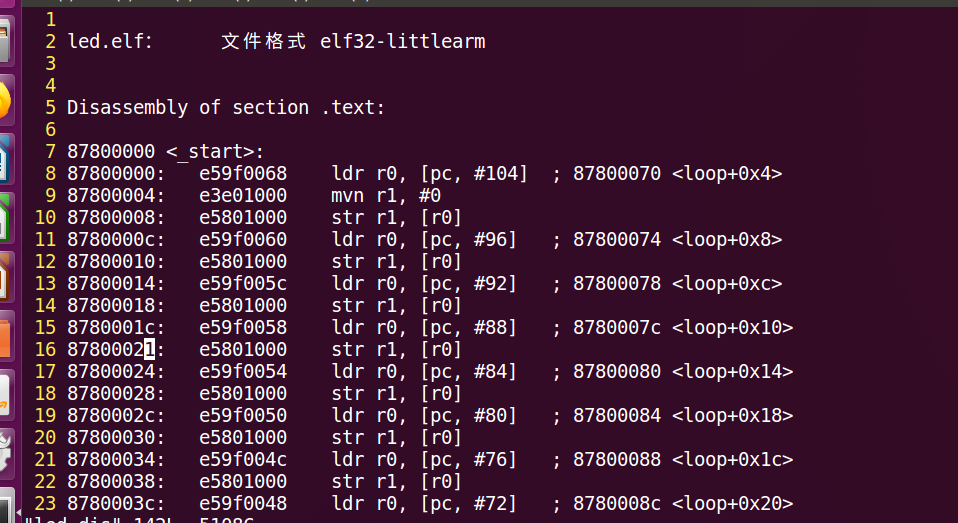 1
2 led.elf:      文件格式 elf32-littlearm
3
4
5 Disassembly of section .text:
6
7 87800000 <_start>:
8 87800000:   e59f0068    ldr r0, [pc, #104]  ; 87800070 <loop+0x4>
9 87800004:   e3e01000    mvn r1, #0
10 87800008:   e5801000    str r1, [r0]
11 8780000c:   e59f0060    ldr r0, [pc, #96]   ; 87800074 <loop+0x8>
12 87800010:   e5801000    str r1, [r0]
13 87800014:   e59f005c    ldr r0, [pc, #92]   ; 87800078 <loop+0xc>
14 87800018:   e5801000    str r1, [r0]
15 8780001c:   e59f0058    ldr r0, [pc, #88]   ; 8780007c <loop+0x10>
16 87800021:   e5801000    str r1, [r0]
17 87800024:   e59f0054    ldr r0, [pc, #84]   ; 87800080 <loop+0x14>
18 87800028:   e5801000    str r1, [r0]
19 8780002c:   e59f0050    ldr r0, [pc, #80]   ; 87800084 <loop+0x18>
20 87800030:   e5801000    str r1, [r0]
21 87800034:   e59f004c    ldr r0, [pc, #76]   ; 87800088 <loop+0x1c>
22 87800038:   e5801000    str r1, [r0]
23 8780003c:   e59f0048    ldr r0, [pc, #72]   ; 8780008c <loop+0x20>